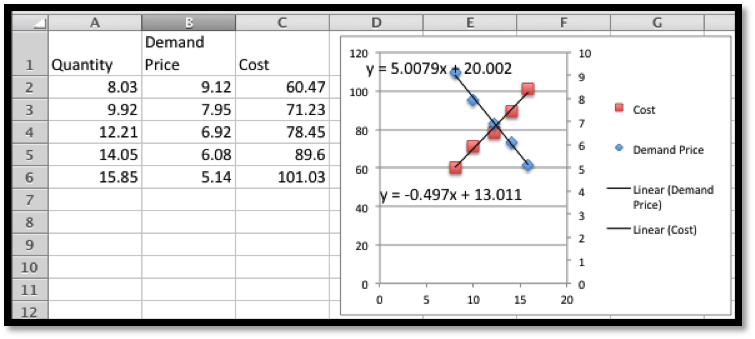 A B C D E F G
Demand
1 Quantity Price Cost
2 8.03 9.12 60.47
3 9.92 7.95 71.23
4 12.21 6.92 78.45
5 14.05 6.08 89.6
6 15.85 5.14 101.03
7
8
9
10
11
12
y = 5.0079x + 20.002
y = -0.497x + 13.011
120
100
80
60
40
20
0
10
9
8
7
6
5
4
3
2
1
0
0 5 10 15 20
Cost
Demand Price
Linear (Demand
Price)
Linear (Cost)